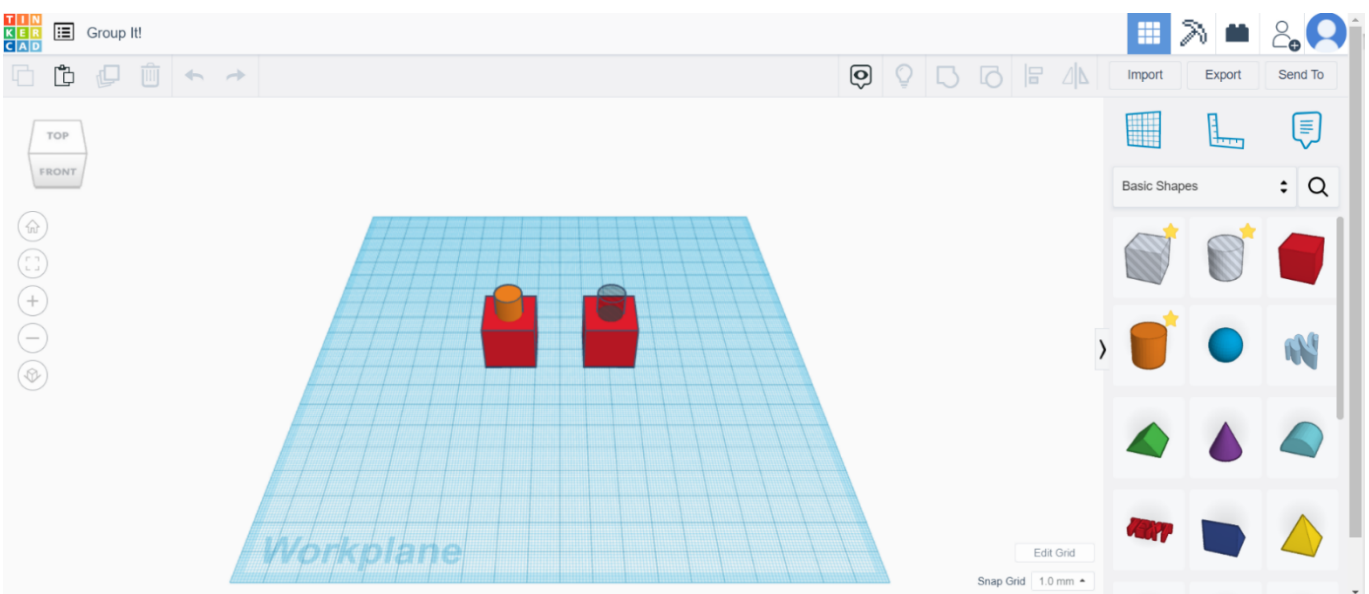 TIN
KER
CAD
Group It!
Import
Export
Send To
TOP
FRONT
Basic Shapes
TEXT
Workplane
Edit Grid
Snap Grid 1.0 mm